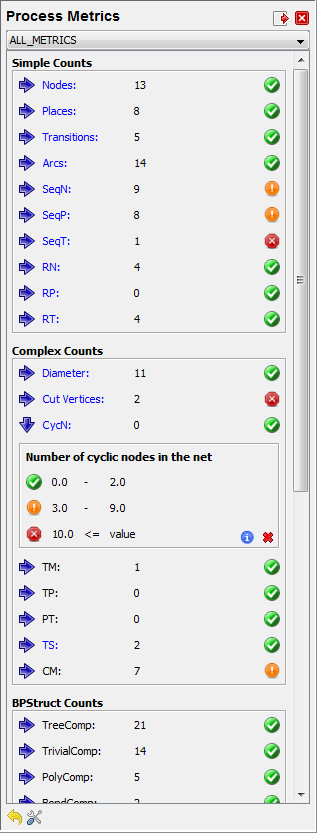 Process Metrics
ALL_METRICS
Simple Counts
Nodes: 13
Places: 8
Transitions: 5
Arcs: 14
SeqN: 9
SeqP: 8
SeqT: 1
RN: 4
RP: 0
RT: 4
Complex Counts
Diameter: 11
Cut Vertices: 2
CycN: 0
Number of cyclic nodes in the net
0.0 - 2.0
3.0 - 9.0
10.0 <= value
TM: 1
TP: 0
PT: 0
TS: 2
CM: 7
BPStruct Counts
TreeComp: 21
TrivialComp: 14
PolyComp: 5
BondComp: 2